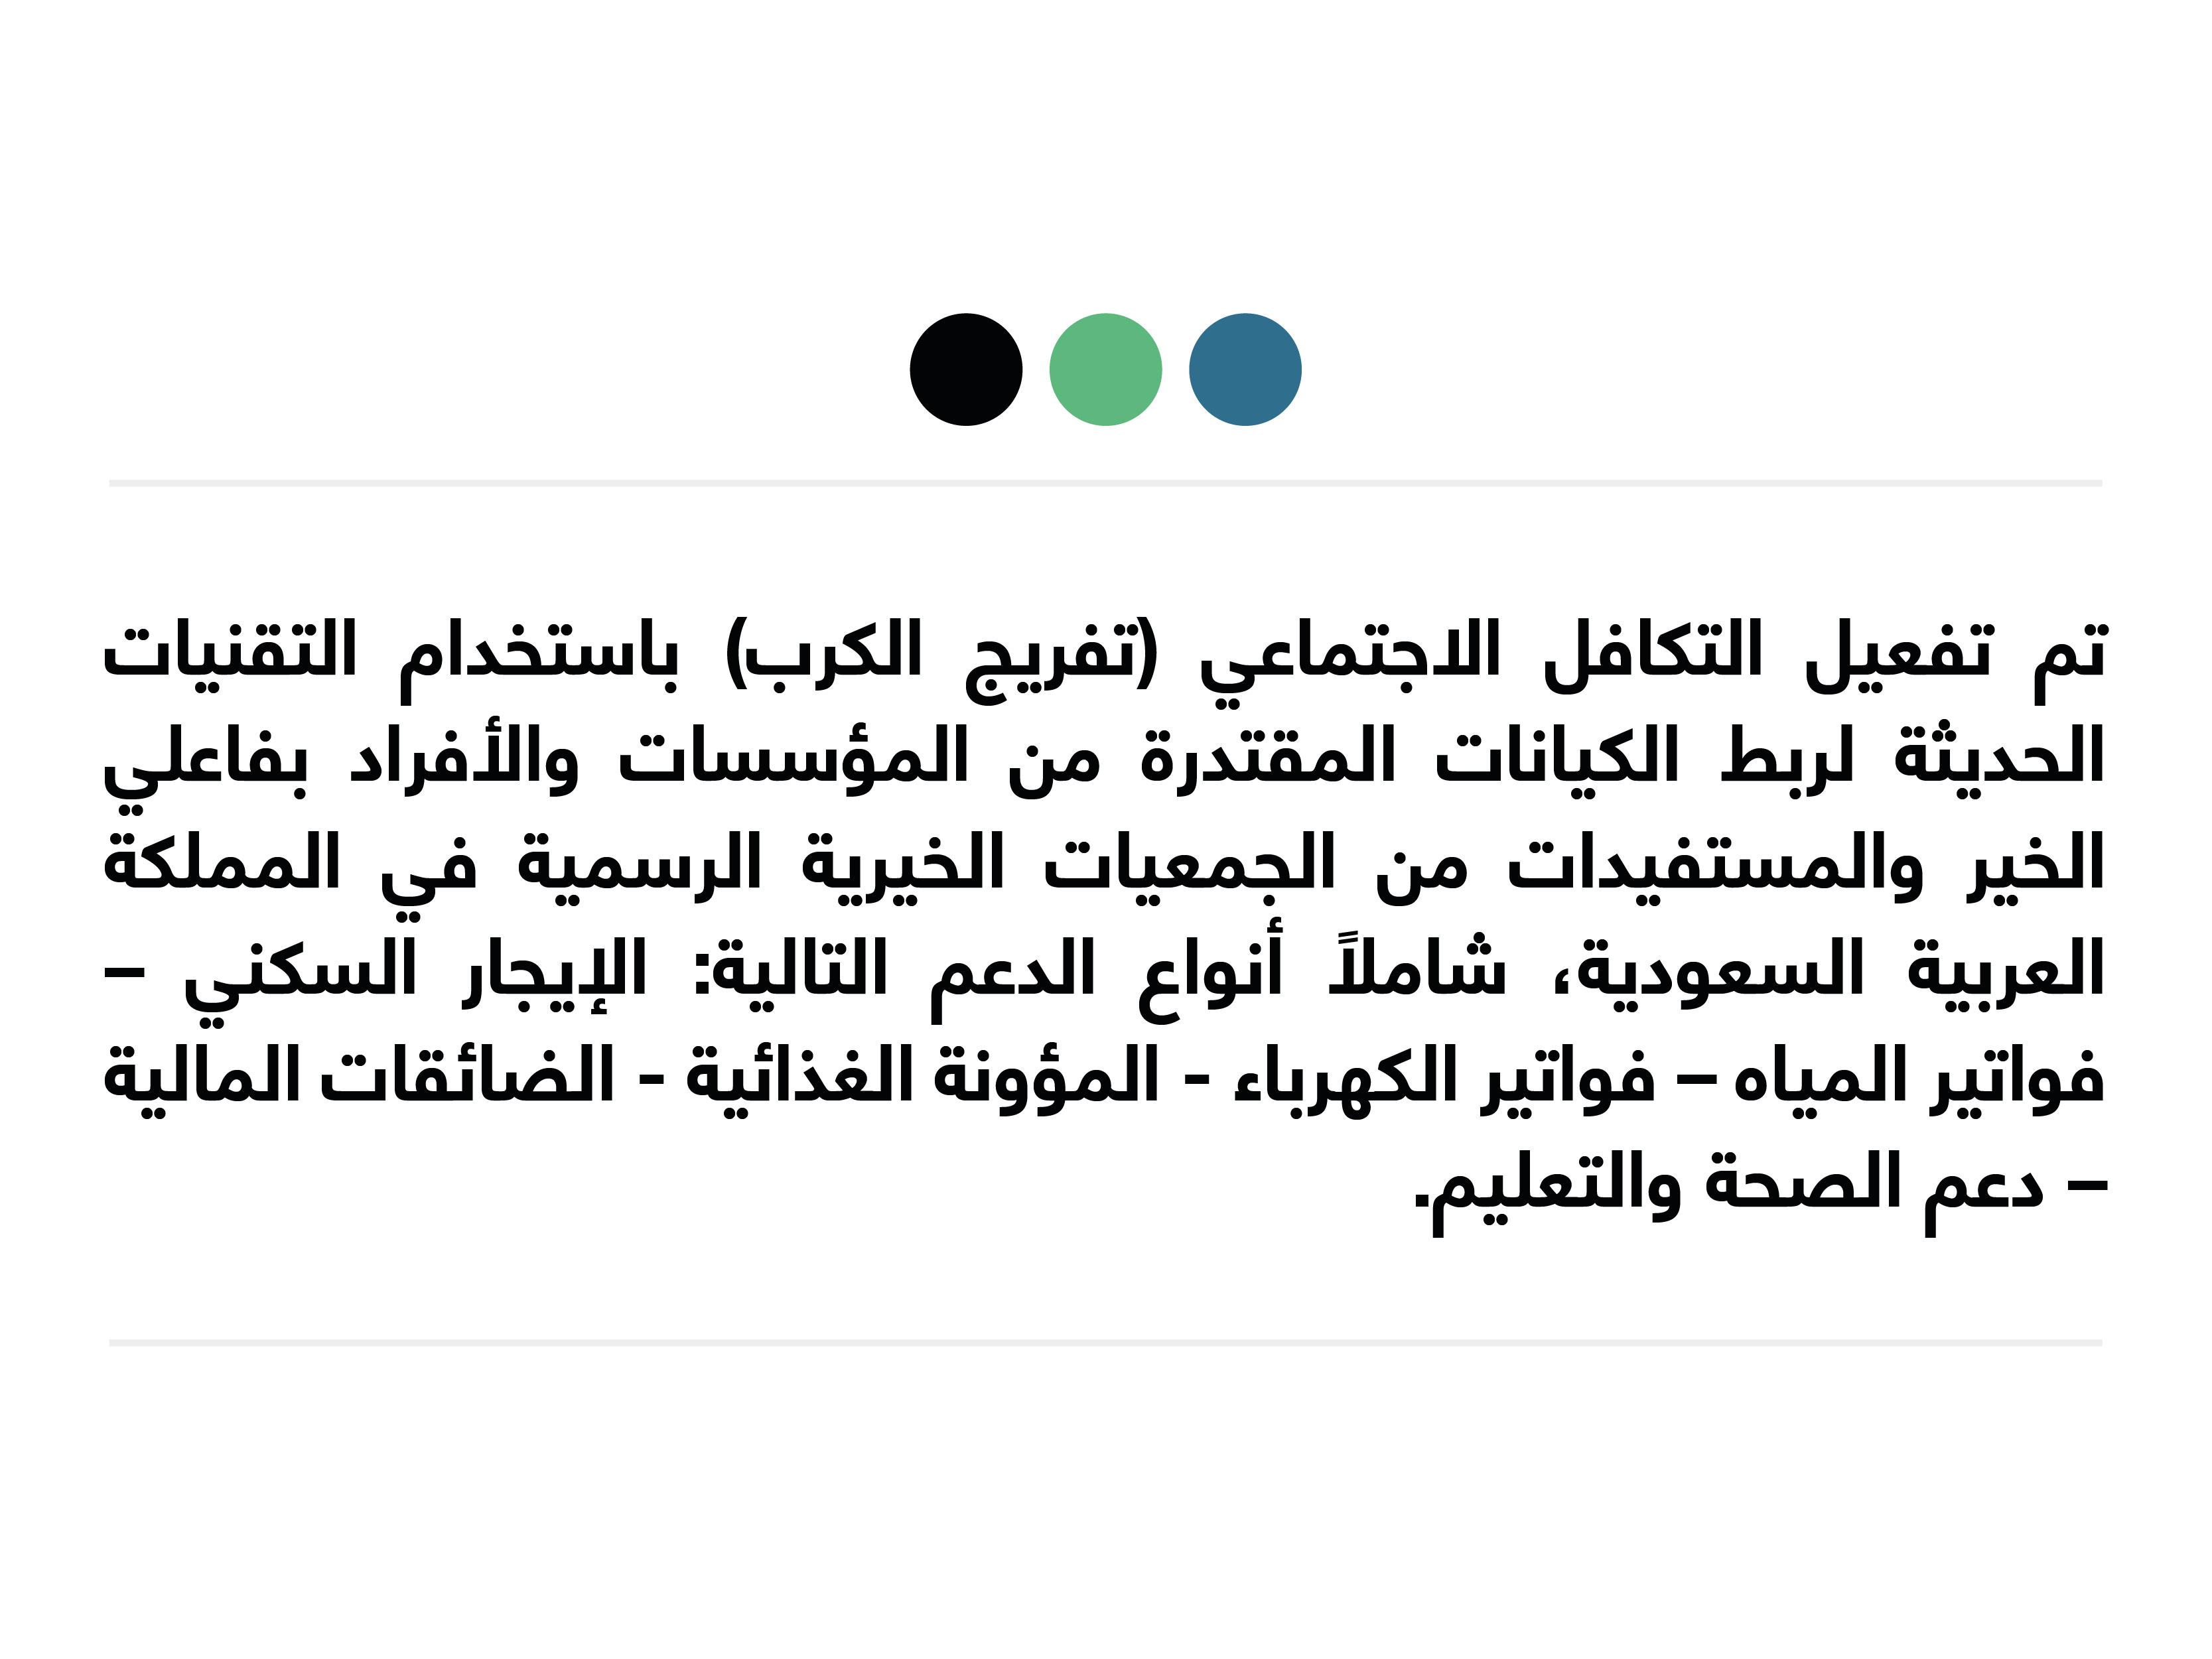 تم تفعيل التكافل الاجتماعي (تفريج الكرب) باستخدام التقنيات
الحديثة لربط الكيانات المقتدرة من المؤسسات والأفراد بفاعلي
الخير والمستفيدات من الجمعيات الخيرية الرسمية في المملكة
العربية السعودية، شاملاً أنواع الدعم التالية: الإيجار السكني –
فواتير المياه – فواتير الكهرباء - المؤونة الغذائية - الضائقات المالية
– دعم الصحة والتعليم.